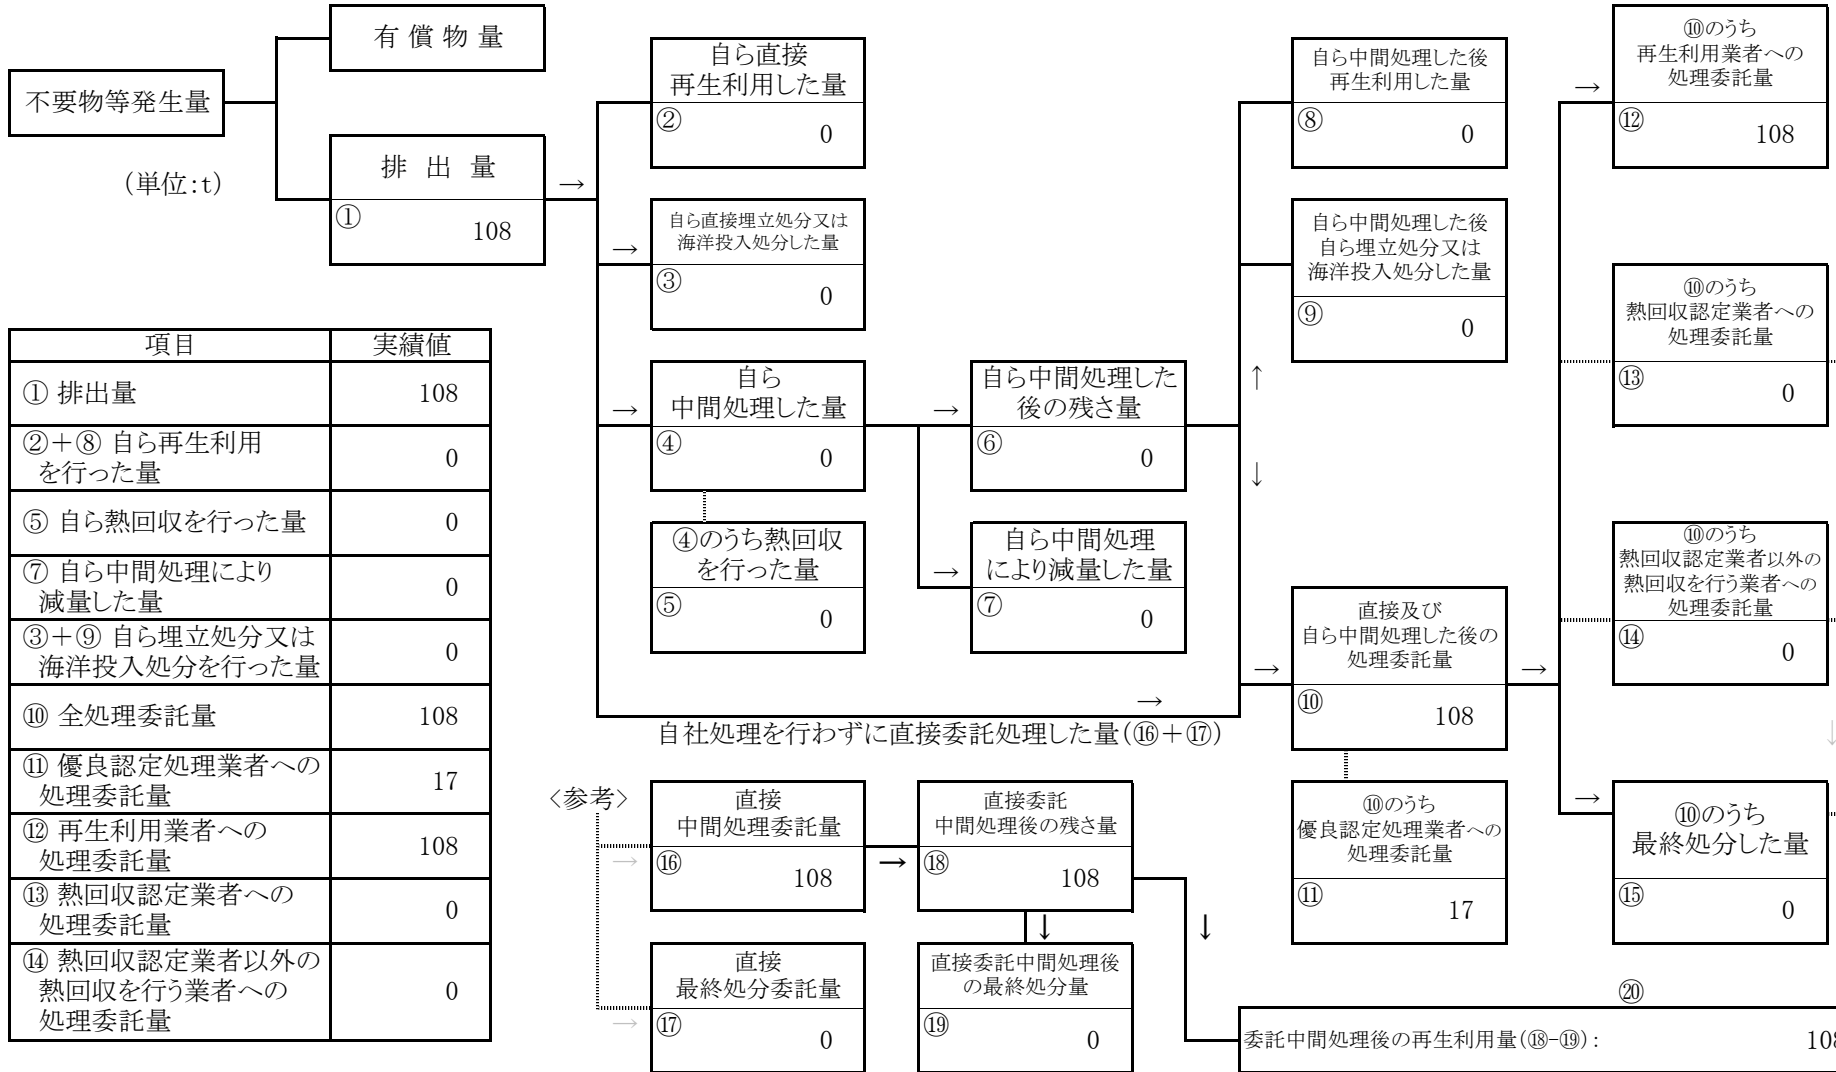 有 償 物 量
不要物等発生量
(単位:t)
排 出 量
→
①
108
項目 実績値
① 排出量 108
②+⑧ 自ら再生利用
を行った量 0
⑤ 自ら熱回収を行った量 0
⑦ 自ら中間処理により
減量した量 0
③+⑨ 自ら埋立処分又は
海洋投入処分を行った量 0
⑩ 全処理委託量 108
⑪ 優良認定処理業者への
処理委託量 17
⑫ 再生利用業者への
処理委託量 108
⑬ 熱回収認定業者への
処理委託量 0
⑭ 熱回収認定業者以外の
熱回収を行う業者への
処理委託量 0
自ら直接
再生利用した量
②
0
→
自ら直接埋立処分又は
海洋投入処分した量
③
0
→
自ら
中間処理した量
④
0
④のうち熱回収
を行った量
⑤
0
→
自ら中間処理した
後の残さ量
⑥
0
→
自ら中間処理
により減量した量
⑦
0
↑
↓
自ら中間処理した後
再生利用した量
⑧
0
自ら中間処理した後
自ら埋立処分又は
海洋投入処分した量
⑨
0
→
自社処理を行わずに直接委託処理した量(⑯+⑰)
→
直接及び
自ら中間処理した後の
処理委託量
⑩
108
→
⑩のうち
優良認定処理業者への
処理委託量
⑪
17
→
⑩のうち
再生利用業者への
処理委託量
⑫
108
⑩のうち
熱回収認定業者への
処理委託量
⑬
0
⑩のうち
熱回収認定業者以外の
熱回収を行う業者への
処理委託量
⑭
0
↓
→
⑩のうち
最終処分した量
⑮
0
<参考>
→
直接
中間処理委託量
⑯
108
→
直接委託
中間処理後の残さ量
⑱
108
↓
↓
→
直接
最終処分委託量
⑰
0
直接委託中間処理後
の最終処分量
⑲
0
⑳
委託中間処理後の再生利用量(⑱-⑲): 108